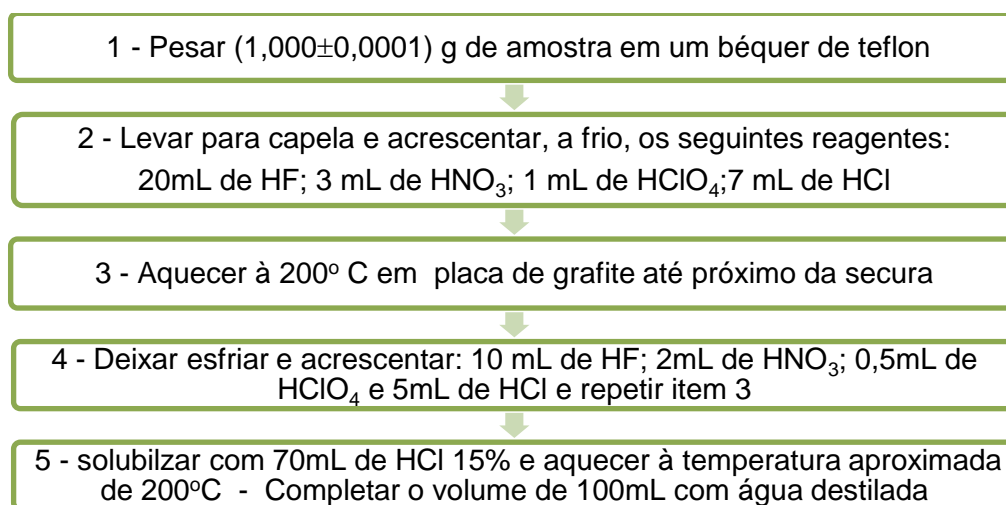 1 - Pesar (1,000±0,0001) g de amostra em um béquer de teflon
2 - Levar para capela e acrescentar, a frio, os seguintes reagentes:
20mL de HF; 3 mL de HNO₃; 1 mL de HClO₄;7 mL de HCl
3 - Aquecer à 200º C em placa de grafite até próximo da secura
4 - Deixar esfriar e acrescentar: 10 mL de HF; 2mL de HNO₃; 0,5mL de
HClO₄ e 5mL de HCl e repetir item 3
5 - solubilzar com 70mL de HCl 15% e aquecer à temperatura aproximada
de 200ºC - Completar o volume de 100mL com água destilada